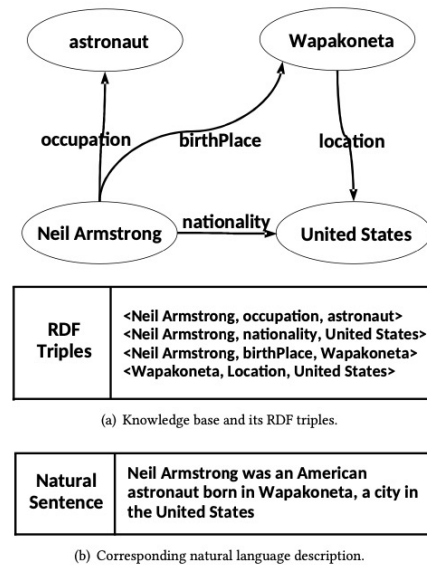 astronaut
Wapakoneta
occupation
birthPlace
location
Neil Armstrong
nationality
United States
RDF
Triples
<Neil Armstrong, occupation, astronaut>
<Neil Armstrong, nationality, United States>
<Neil Armstrong, birthPlace, Wapakoneta>
<Wapakoneta, Location, United States>
(a) Knowledge base and its RDF triples.
Natural
Sentence
Neil Armstrong was an American
astronaut born in Wapakoneta, a city in
the United States
(b) Corresponding natural language description.